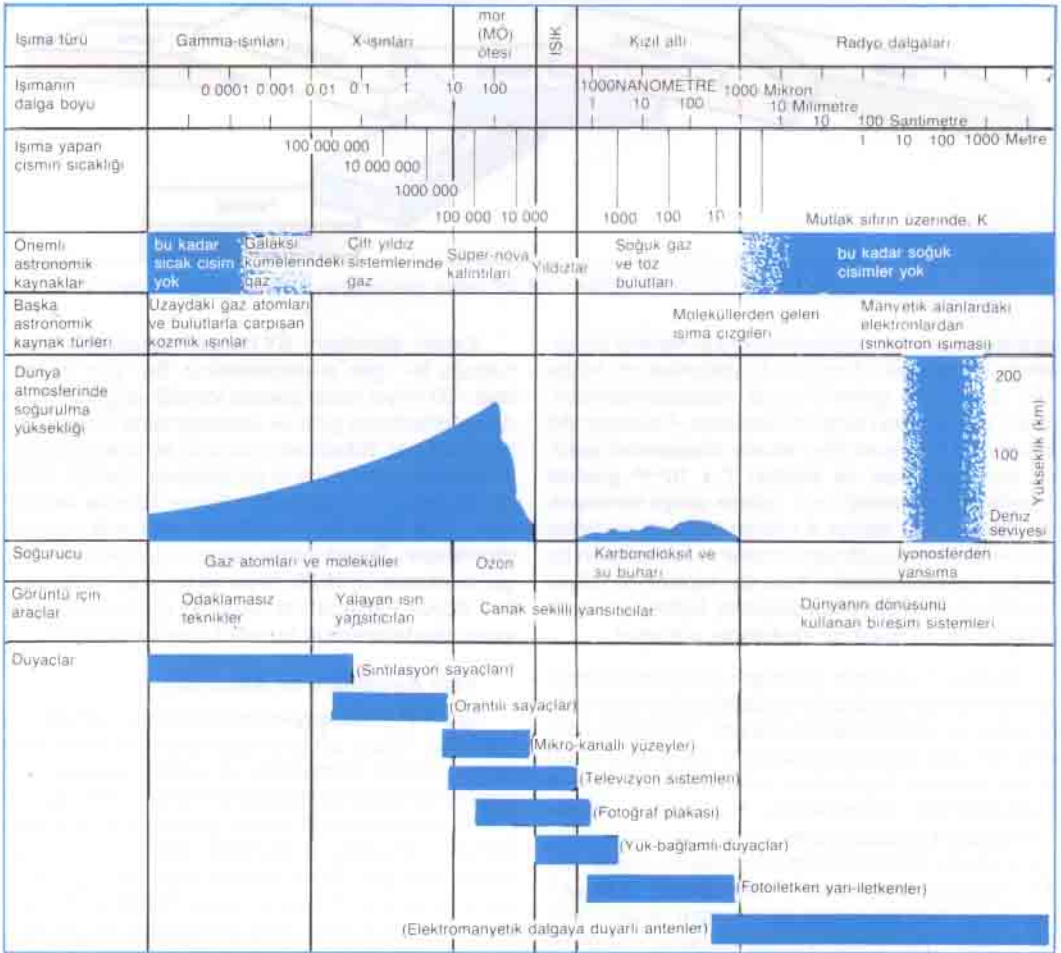 Işıma türü
Gamma-ışınları
X-ışınları
mor
(MÖ)
ötesi
IŞIK
Kızıl altı
Radyo dalgaları
Işımanın
dalga boyu
0.0001 0.001 0.01 0.1 1 10 100
1000NANOMETRE
1 10 100 1000 Mikron
1 10 Milimetre
10 100 Santimetre
1 10 100 1000 Metre
Işıma yapan
cismin sıcaklığı
100 000 000
10 000 000
1000 000
100 000 10 000
1000 100 10 1
Mutlak sıfırın üzerinde, K
Önemli
astronomik
kaynaklar
bu kadar
sıcak cisim
yok
Galaksi
kümelerindeki
gaz
Çift yıldız
sistemlerinde
gaz
Süper-nova
kalıntıları
Yıldızlar
Soğuk gaz
ve toz
bulutları
bu kadar soğuk
cisimler yok
Başka
astronomik
kaynak türleri
Uzaydaki gaz atomları
ve bulutlarla çarpışan
kozmik ışınlar
Moleküllerden gelen
ışıma çizgileri
Manyetik alanlardaki
elektronlardan
(sinkotron ışıması)
Dünya
atmosferinde
soğurulma
yüksekliği
200
100
Deniz
seviyesi
Yükseklik (km)
Soğurucu
Gaz atomları ve moleküller
Ozon
Karbondioksit ve
su buharı
İyonosferden
yansıma
Görüntü için
araçlar
Odaklamasız
teknikler
Yalayan ışın
yansıtıcıları
Çanak şekilli yansıtıcılar
Dünyanın dönüşünü
kullanan bireşim sistemleri
Duyaçlar
(Sintilasyon sayaçları)
(Orantılı sayaçlar)
(Mikro-kanallı yüzeyler)
(Televizyon sistemleri)
(Fotoğraf plakası)
(Yük-bağlamlı-duyaçlar)
(Fotoiletken yarı-iletkenler)
(Elektromanyetik dalgaya duyarlı antenler)